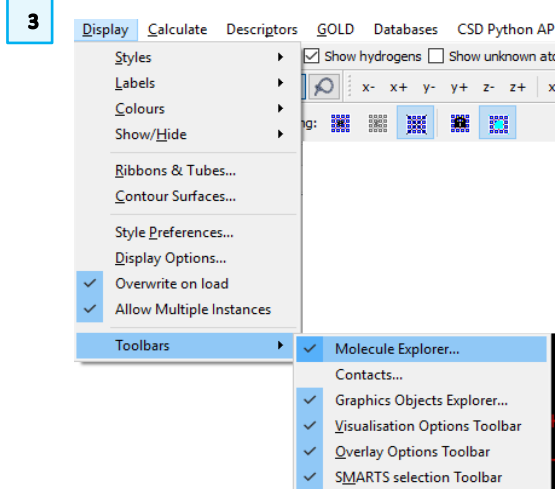 3
Display Calculate Descriptors GOLD Databases CSD Python AP
Styles
Show hydrogens Show unknown ato
Labels
x- x+ y- y+ z- z+ x
Colours
ng:
Show/Hide
Ribbons & Tubes...
Contour Surfaces...
Style Preferences...
Display Options...
Overwrite on load
Allow Multiple Instances
Toolbars
Molecule Explorer...
Contacts...
Graphics Objects Explorer...
Visualisation Options Toolbar
Overlay Options Toolbar
SMARTS selection Toolbar